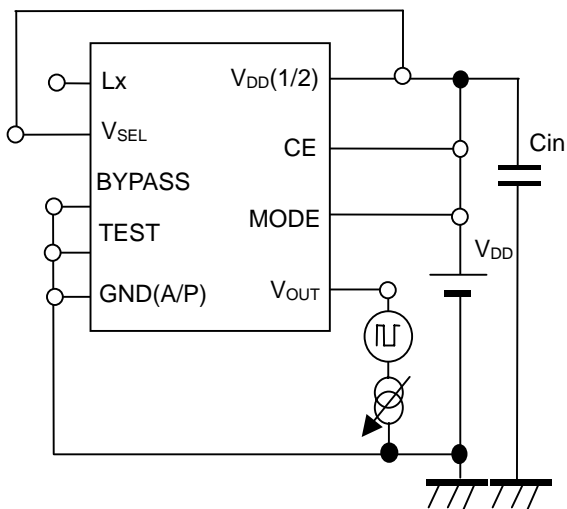 Lx
VDD(1/2)
VSEL
CE
Cin
BYPASS
TEST
MODE
VDD
GND(A/P)
VOUT